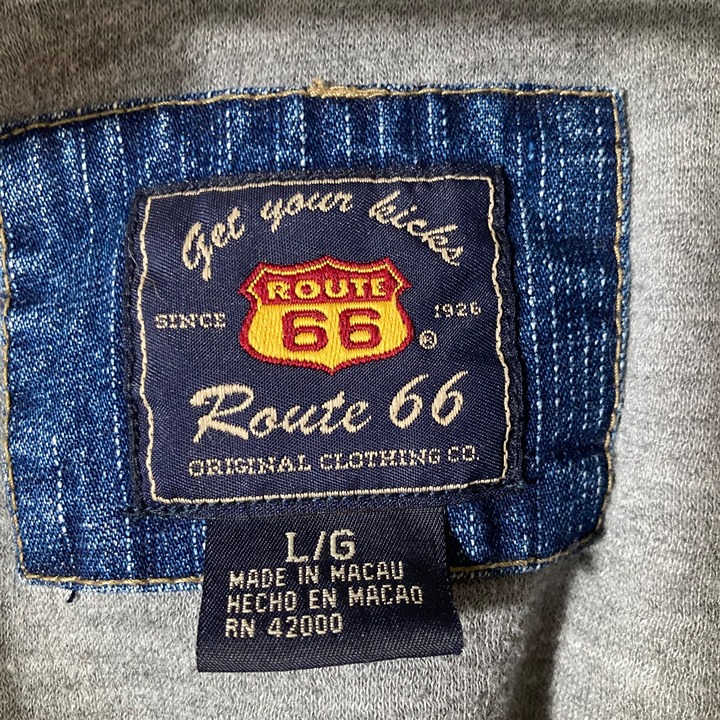 Get your kicks
ROUTE
66
SINCE 1926
®
Route 66
ORIGINAL CLOTHING CO.
L/G
MADE IN MACAU
HECHO EN MACAO
RN 42000